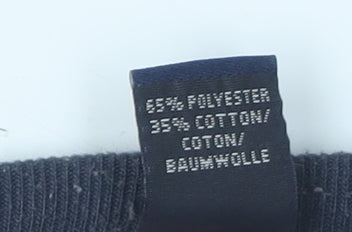 65% POLYESTER
35% COTTON/
COTON/
BAUMWOLLE